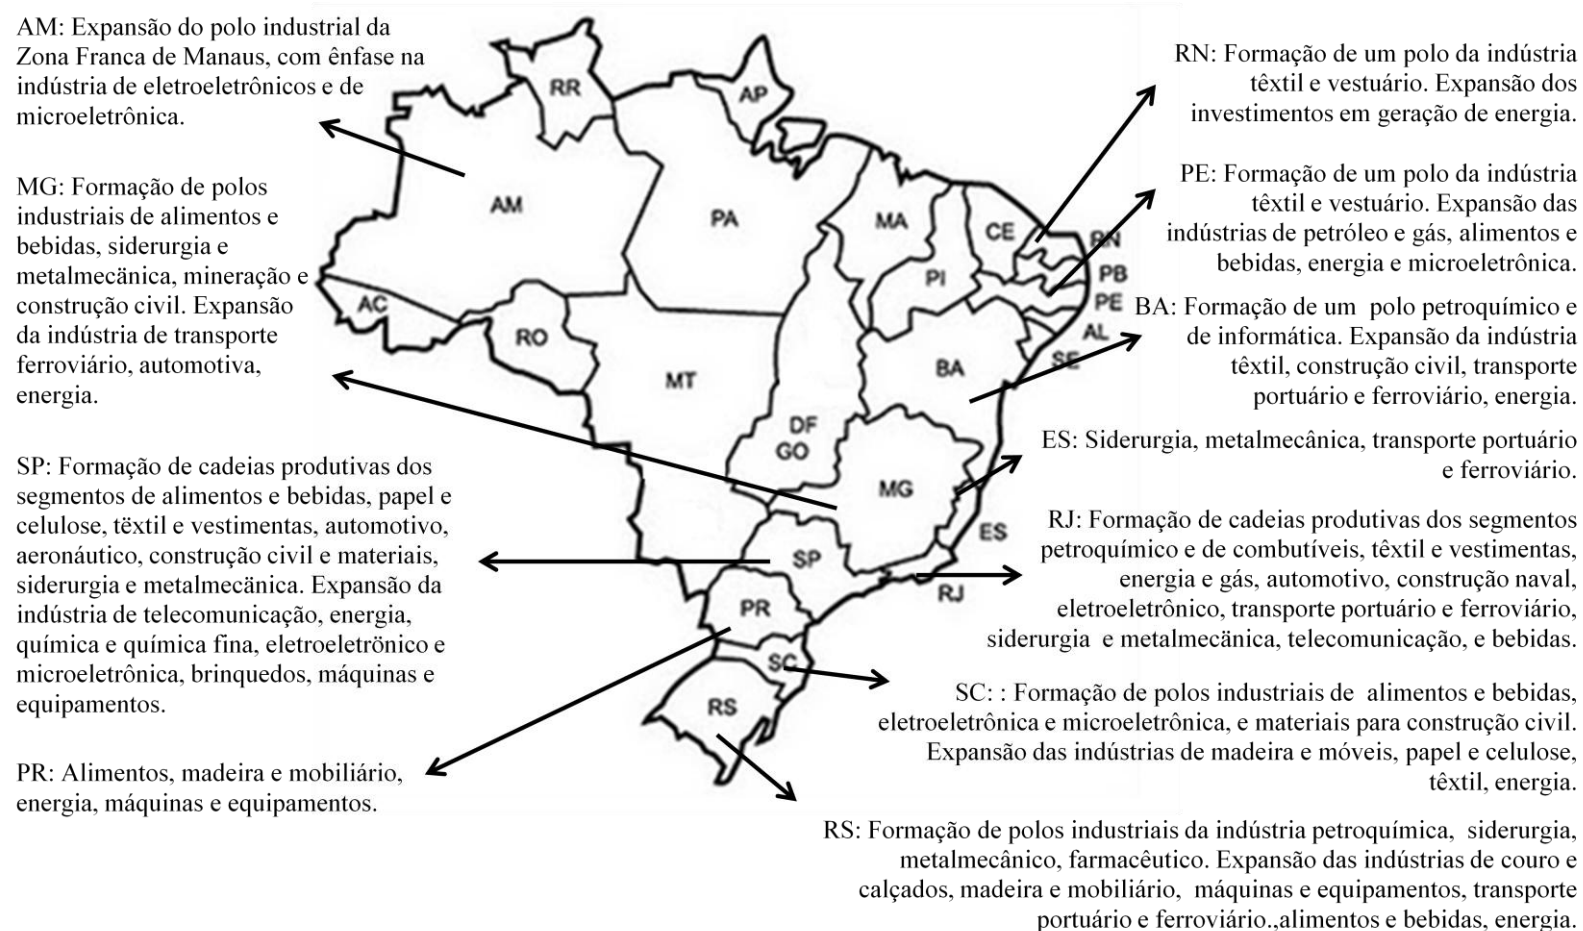 AM: Expansão do polo industrial da
Zona Franca de Manaus, com ênfase na
indústria de eletroeletrônicos e de
microeletrônica.
MG: Formação de polos
industriais de alimentos e
bebidas, siderurgia e
metalmecänica, mineração e
construção civil. Expansão
da indústria de transporte
ferroviário, automotiva,
energia.
SP: Formação de cadeias produtivas dos
segmentos de alimentos e bebidas, papel e
celulose, tëxtil e vestimentas, automotivo,
aeronáutico, construção civil e materiais,
siderurgia e metalmecänica. Expansão da
indústria de telecomunicação, energia,
química e química fina, eletroeletrönico e
microeletrônica, brinquedos, máquinas e
equipamentos.
PR: Alimentos, madeira e mobiliário,
energia, máquinas e equipamentos.
RR
AP
AM
PA
MA
CE
RN
PI
PB
PE
AL
SE
AC
RO
MT
BA
DF
GO
MG
ES
SP
RJ
PR
SC
RS
RN: Formação de um polo da indústria
têxtil e vestuário. Expansão dos
investimentos em geração de energia.
PE: Formação de um polo da indústria
têxtil e vestuário. Expansão das
indústrias de petróleo e gás, alimentos e
bebidas, energia e microeletrônica.
BA: Formação de um polo petroquímico e
de informática. Expansão da indústria
têxtil, construção civil, transporte
portuário e ferroviário, energia.
ES: Siderurgia, metalmecânica, transporte portuário
e ferroviário.
RJ: Formação de cadeias produtivas dos segmentos
petroquímico e de combutíveis, têxtil e vestimentas,
energia e gás, automotivo, construção naval,
eletroeletrônico, transporte portuário e ferroviário,
siderurgia e metalmecänica, telecomunicação, e bebidas.
SC: : Formação de polos industriais de alimentos e bebidas,
eletroeletrônica e microeletrônica, e materiais para construção civil.
Expansão das indústrias de madeira e móveis, papel e celulose,
têxtil, energia.
RS: Formação de polos industriais da indústria petroquímica, siderurgia,
metalmecânico, farmacêutico. Expansão das indústrias de couro e
calçados, madeira e mobiliário, máquinas e equipamentos, transporte
portuário e ferroviário.,alimentos e bebidas, energia.